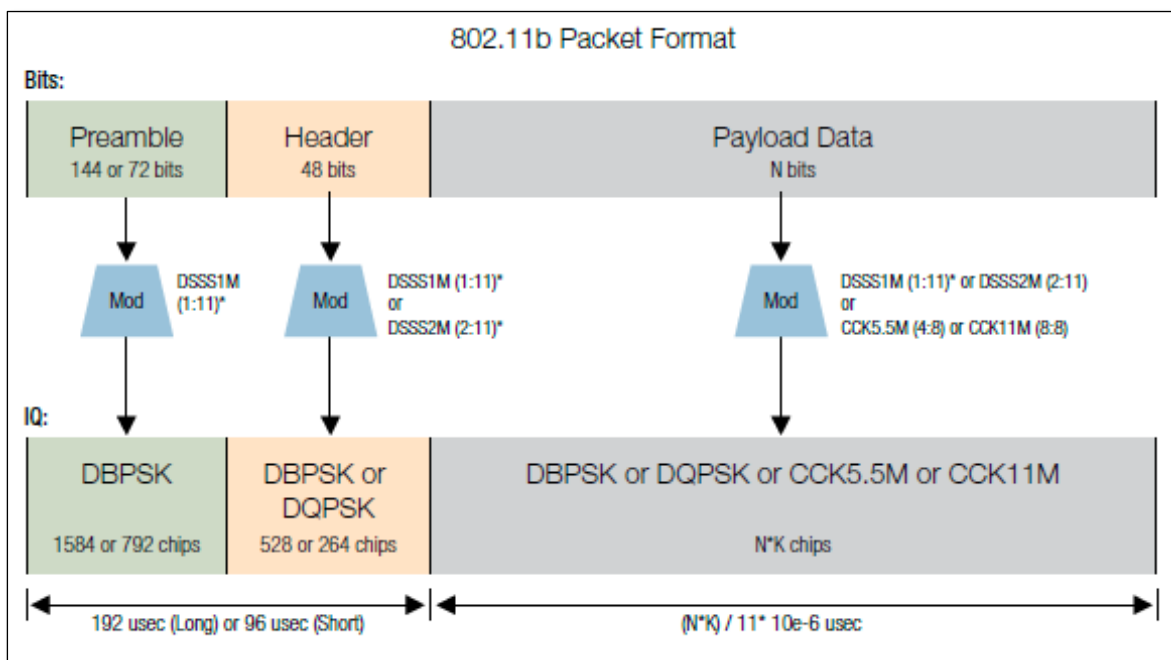 802.11b Packet Format
Bits:
Preamble
144 or 72 bits
Header
48 bits
Payload Data
N bits
Mod
DSSS1M
(1:11)*
Mod
DSSS1M (1:11)*
or
DSSS2M (2:11)*
Mod
DSSS1M (1:11)* or DSSS2M (2:11)
or
CCK5.5M (4:8) or CCK11M (8:8)
IQ:
DBPSK
1584 or 792 chips
DBPSK or
DQPSK
528 or 264 chips
DBPSK or DQPSK or CCK5.5M or CCK11M
N*K chips
192 usec (Long) or 96 usec (Short)
(N*K) / 11* 10e-6 usec